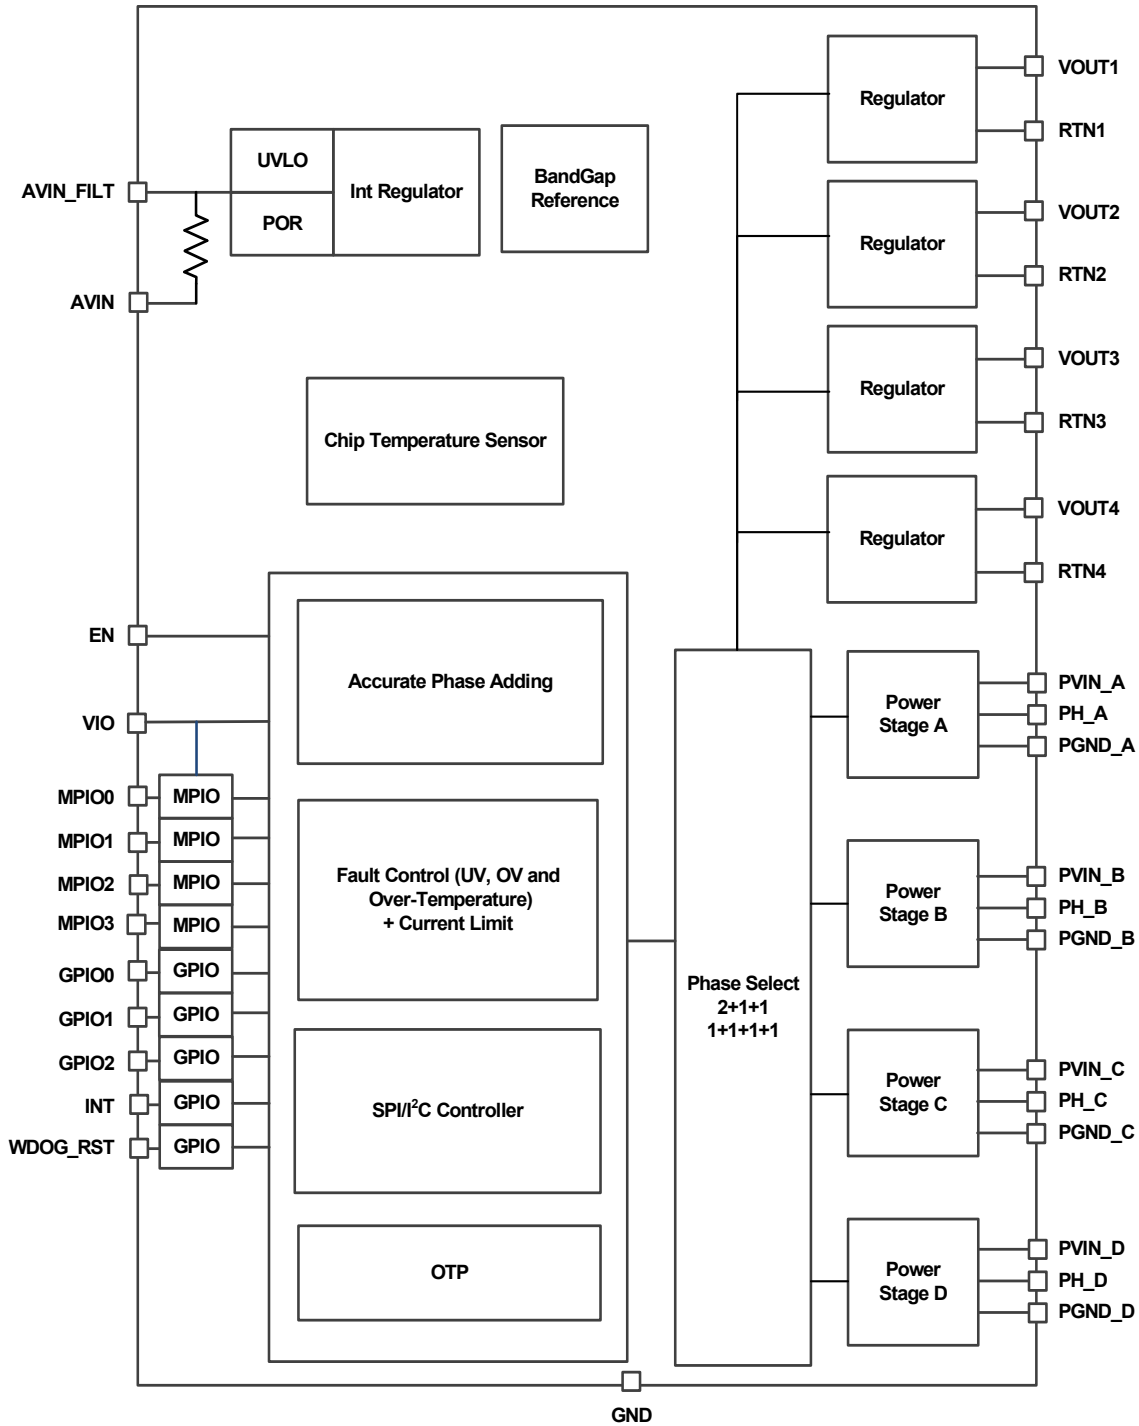 VOUT1
Regulator
RTN1
UVLO
BandGap
Reference
AVIN_FILT
Int Regulator
POR
VOUT2
Regulator
RTN2
AVIN
VOUT3
Regulator
RTN3
Chip Temperature Sensor
VOUT4
Regulator
RTN4
EN
Accurate Phase Adding
VIO
PVIN_A
Power
Stage A
PH_A
PGND_A
MPIO0
MPIO
MPIO1
MPIO
MPIO2
MPIO
MPIO3
MPIO
GPIO0
GPIO
GPIO1
GPIO
GPIO2
GPIO
INT
GPIO
WDOG_RST
GPIO
Fault Control (UV, OV and
Over-Temperature)
+ Current Limit
SPI/I²C Controller
OTP
Phase Select
2+1+1
1+1+1+1
PVIN_B
Power
Stage B
PH_B
PGND_B
PVIN_C
Power
Stage C
PH_C
PGND_C
PVIN_D
Power
Stage D
PH_D
PGND_D
GND